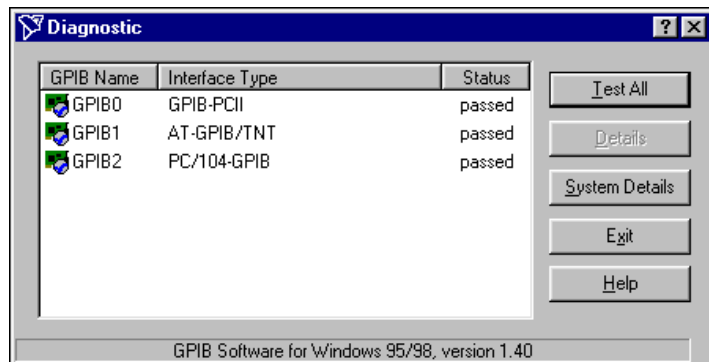 Diagnostic
GPIB Name Interface Type Status
GPIB0 GPIB-PCII passed
GPIB1 AT-GPIB/TNT passed
GPIB2 PC/104-GPIB passed
Test All
Details
System Details
Exit
Help
GPIB Software for Windows 95/98, version 1.40